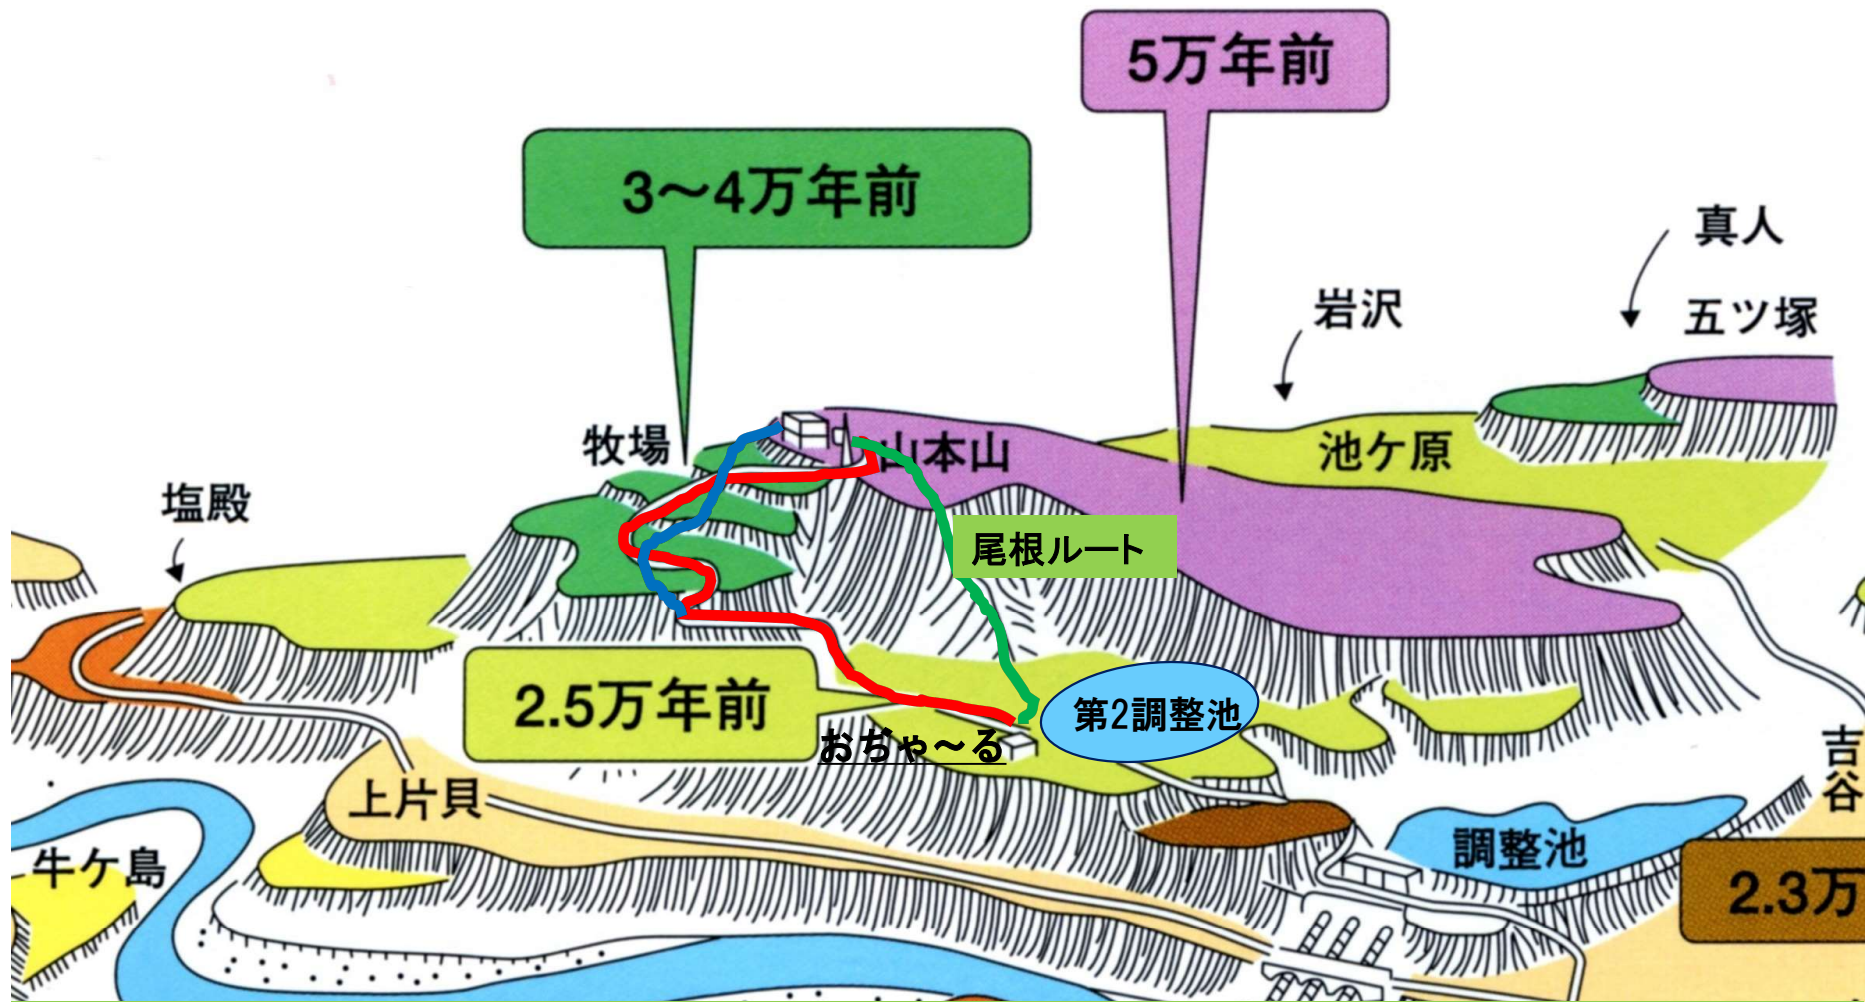 5万年前
3～4万年前
真人
五ツ塚
岩沢
牧場
山本山
池ケ原
塩殿
尾根ルート
2.5万年前
第2調整池
おぢゃ～る
吉谷
上片貝
調整池
牛ケ島
2.3万